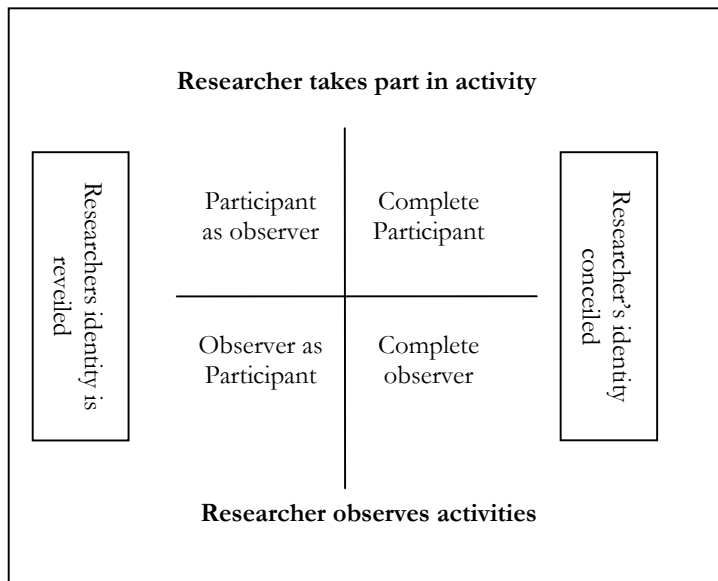 Researcher takes part in activity
Researchers identity is
reveiled
Participant
as observer
Complete
Participant
Researcher's identity
conceiled
Observer as
Participant
Complete
observer
Researcher observes activities